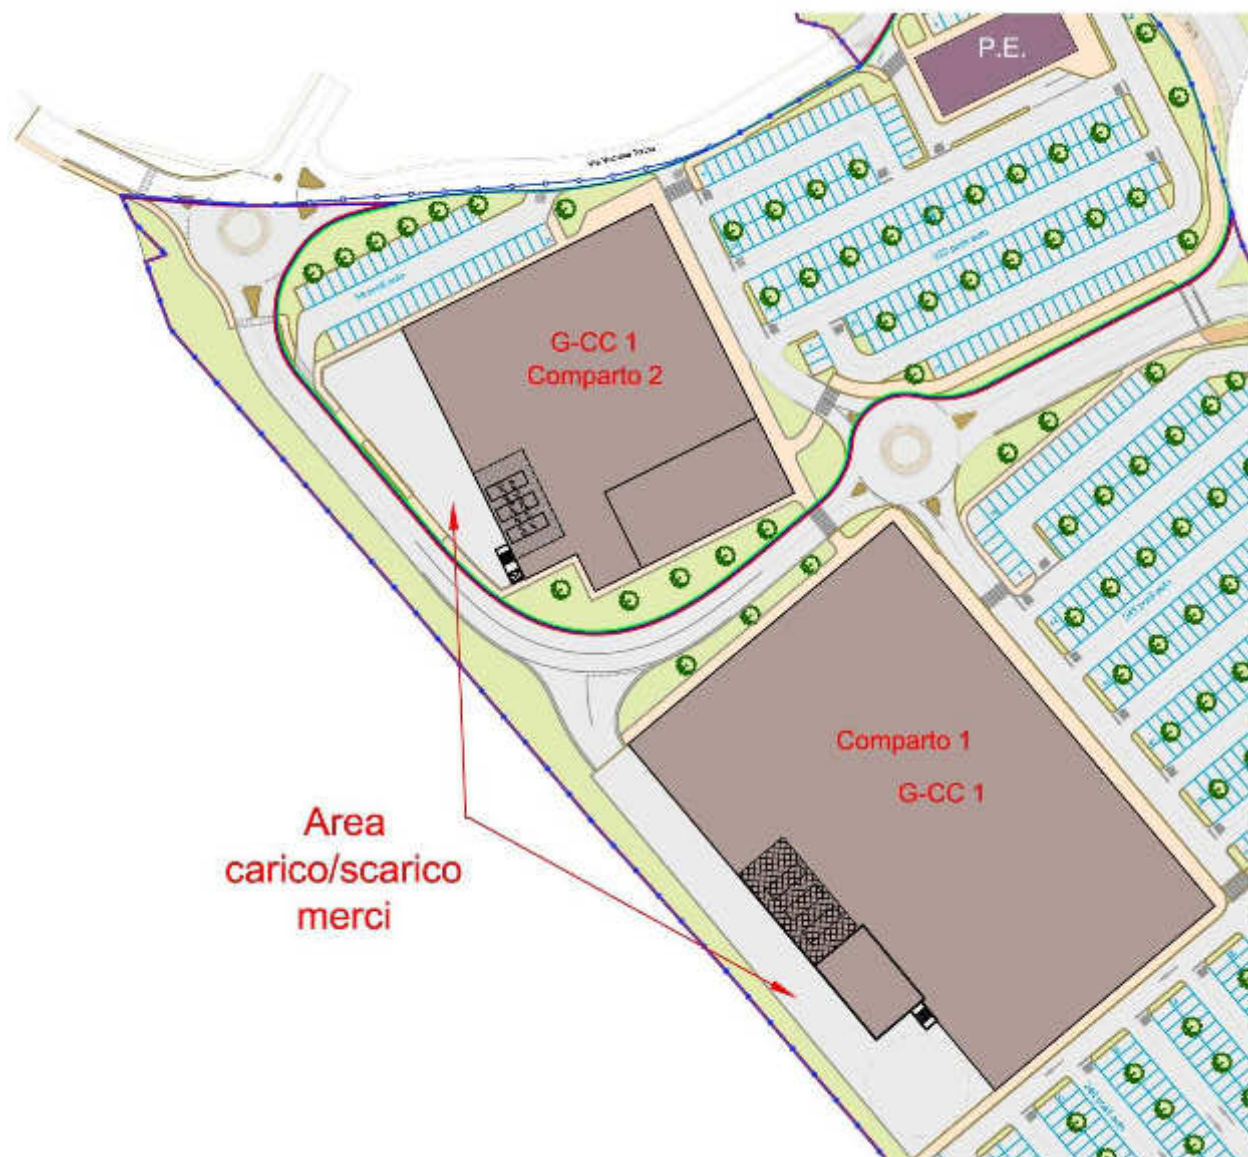 P.E.
G-CC 1
Comparto 2
Comparto 1
G-CC 1
Area
carico/scarico
merci